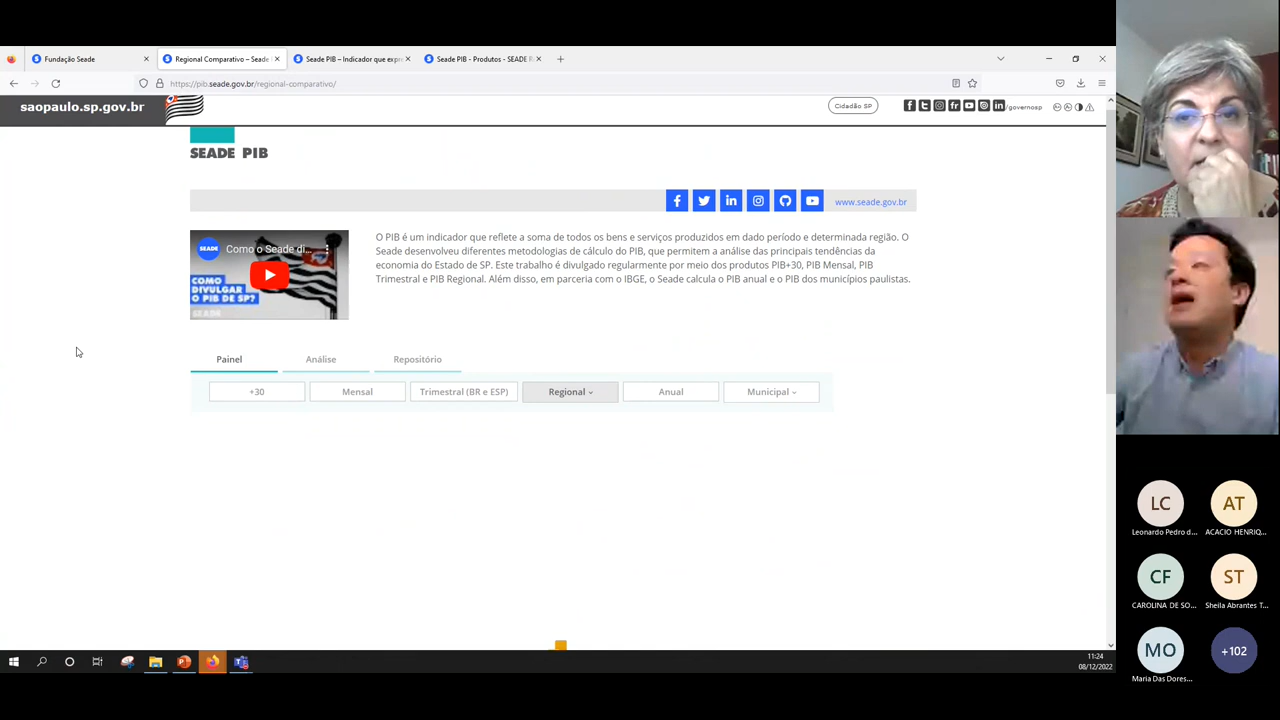 Fundação Seade
Regional Comparativo – Seade
Seade PIB – Indicador que expr
Seade PIB - Produtos - SEADE R
https://pib.seade.gov.br/regional-comparativo/
saopaulo.sp.gov.br
Cidadão SP
/governosp
SEADE PIB
www.seade.gov.br
SEADE
Como o Seade di...
COMO
DIVULGAR
O PIB DE SP?
SEADE
O PIB é um indicador que reflete a soma de todos os bens e serviços produzidos em dado período e determinada região. O
Seade desenvolveu diferentes metodologias de cálculo do PIB, que permitem a análise das principais tendências da
economia do Estado de SP. Este trabalho é divulgado regularmente por meio dos produtos PIB+30, PIB Mensal, PIB
Trimestral e PIB Regional. Além disso, em parceria com o IBGE, o Seade calcula o PIB anual e o PIB dos municípios paulistas.
Painel
Análise
Repositório
+30
Mensal
Trimestral (BR e ESP)
Regional
Anual
Municipal
11:24
08/12/2022
LC
Leonardo Pedro d...
AT
ACACIO HENRIQ...
CF
CAROLINA DE SO...
ST
Sheila Abrantes T...
MO
Maria Das Dores...
+102